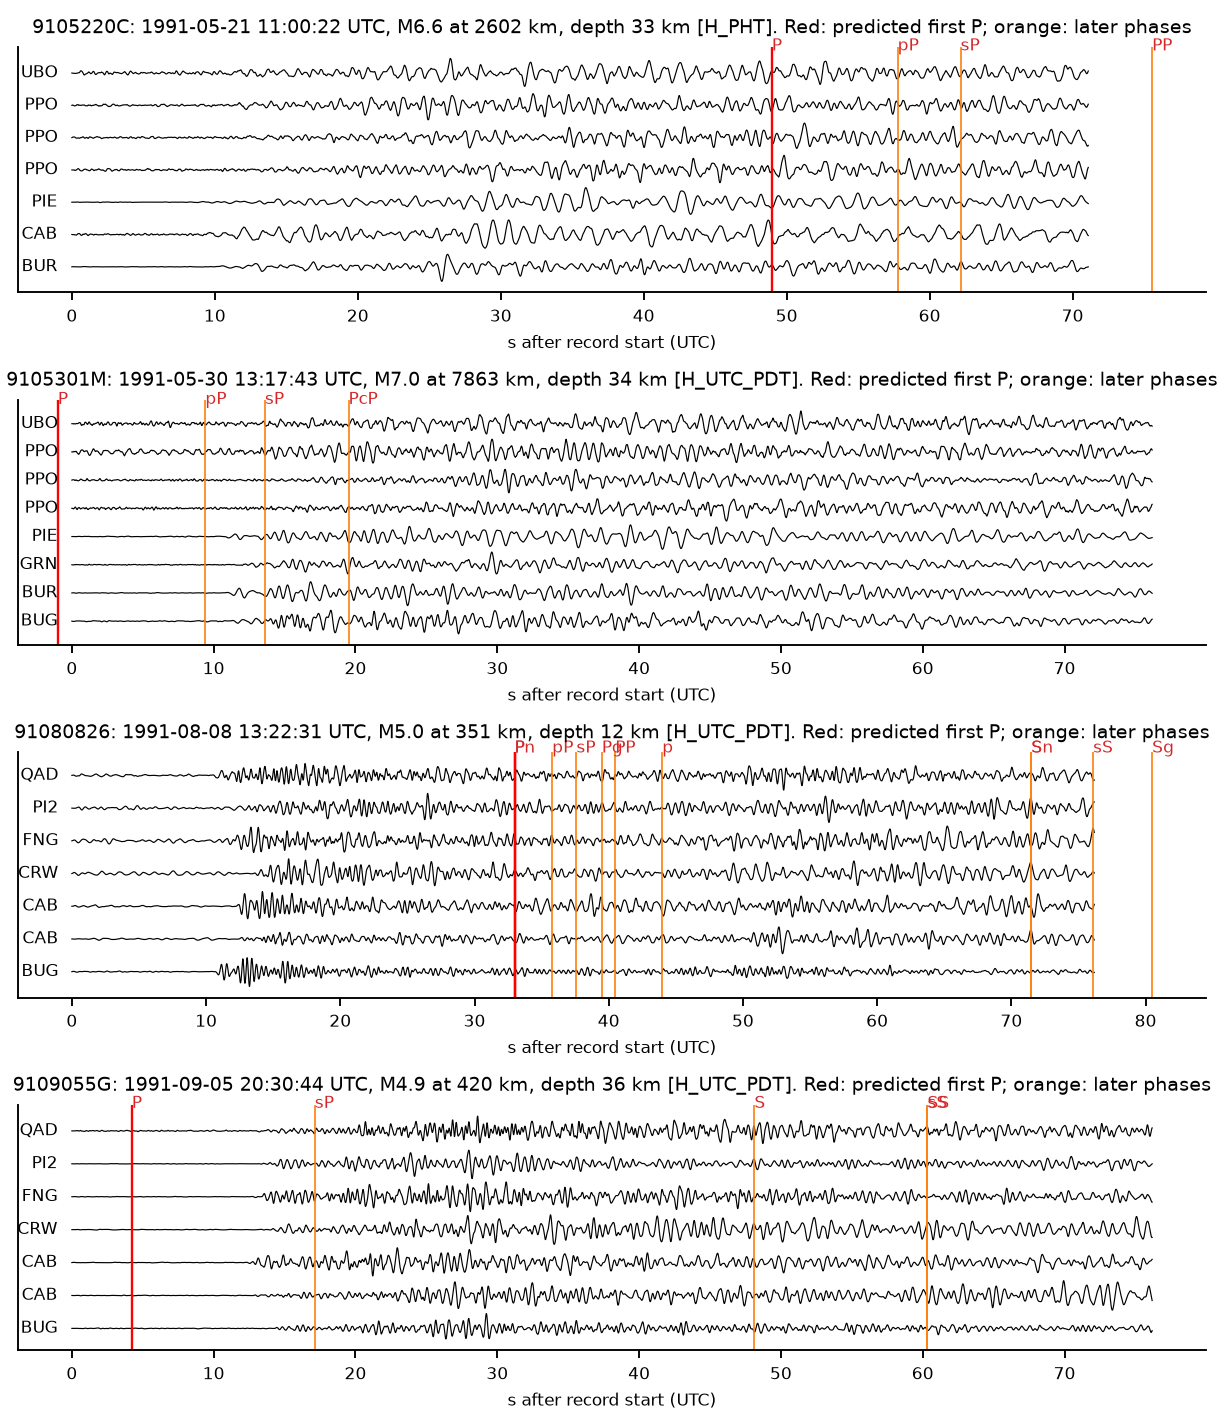 9105220C: 1991-05-21 11:00:22 UTC, M6.6 at 2602 km, depth 33 km [H_PHT]. Red: predicted first P; orange: later phases
P pP sP PP
UBO
PPO
PPO
PPO
PIE
CAB
BUR
0 10 20 30 40 50 60 70
s after record start (UTC)
9105301M: 1991-05-30 13:17:43 UTC, M7.0 at 7863 km, depth 34 km [H_UTC_PDT]. Red: predicted first P; orange: later phases
P pP sP PcP
UBO
PPO
PPO
PPO
PIE
GRN
BUR
BUG
0 10 20 30 40 50 60 70
s after record start (UTC)
91080826: 1991-08-08 13:22:31 UTC, M5.0 at 351 km, depth 12 km [H_UTC_PDT]. Red: predicted first P; orange: later phases
Pn pP sP Pg PP p Sn sS Sg
QAD
PI2
FNG
CRW
CAB
CAB
BUG
0 10 20 30 40 50 60 70 80
s after record start (UTC)
9109055G: 1991-09-05 20:30:44 UTC, M4.9 at 420 km, depth 36 km [H_UTC_PDT]. Red: predicted first P; orange: later phases
P sP S
QAD
PI2
FNG
CRW
CAB
CAB
BUG
0 10 20 30 40 50 60 70
s after record start (UTC)